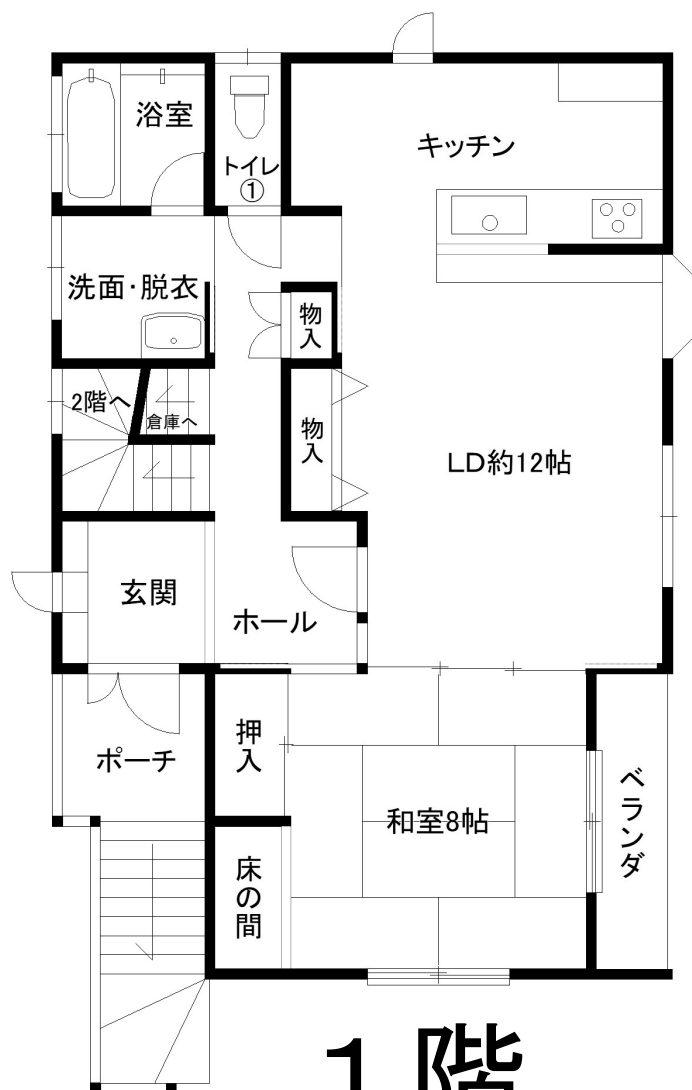 浴室
トイレ
①
キッチン
洗面・脱衣
物
入
2階へ
倉庫へ
物
入
LD約12帖
玄関
ホール
押
入
ポーチ
和室8帖
ベランダ
床の間
1階